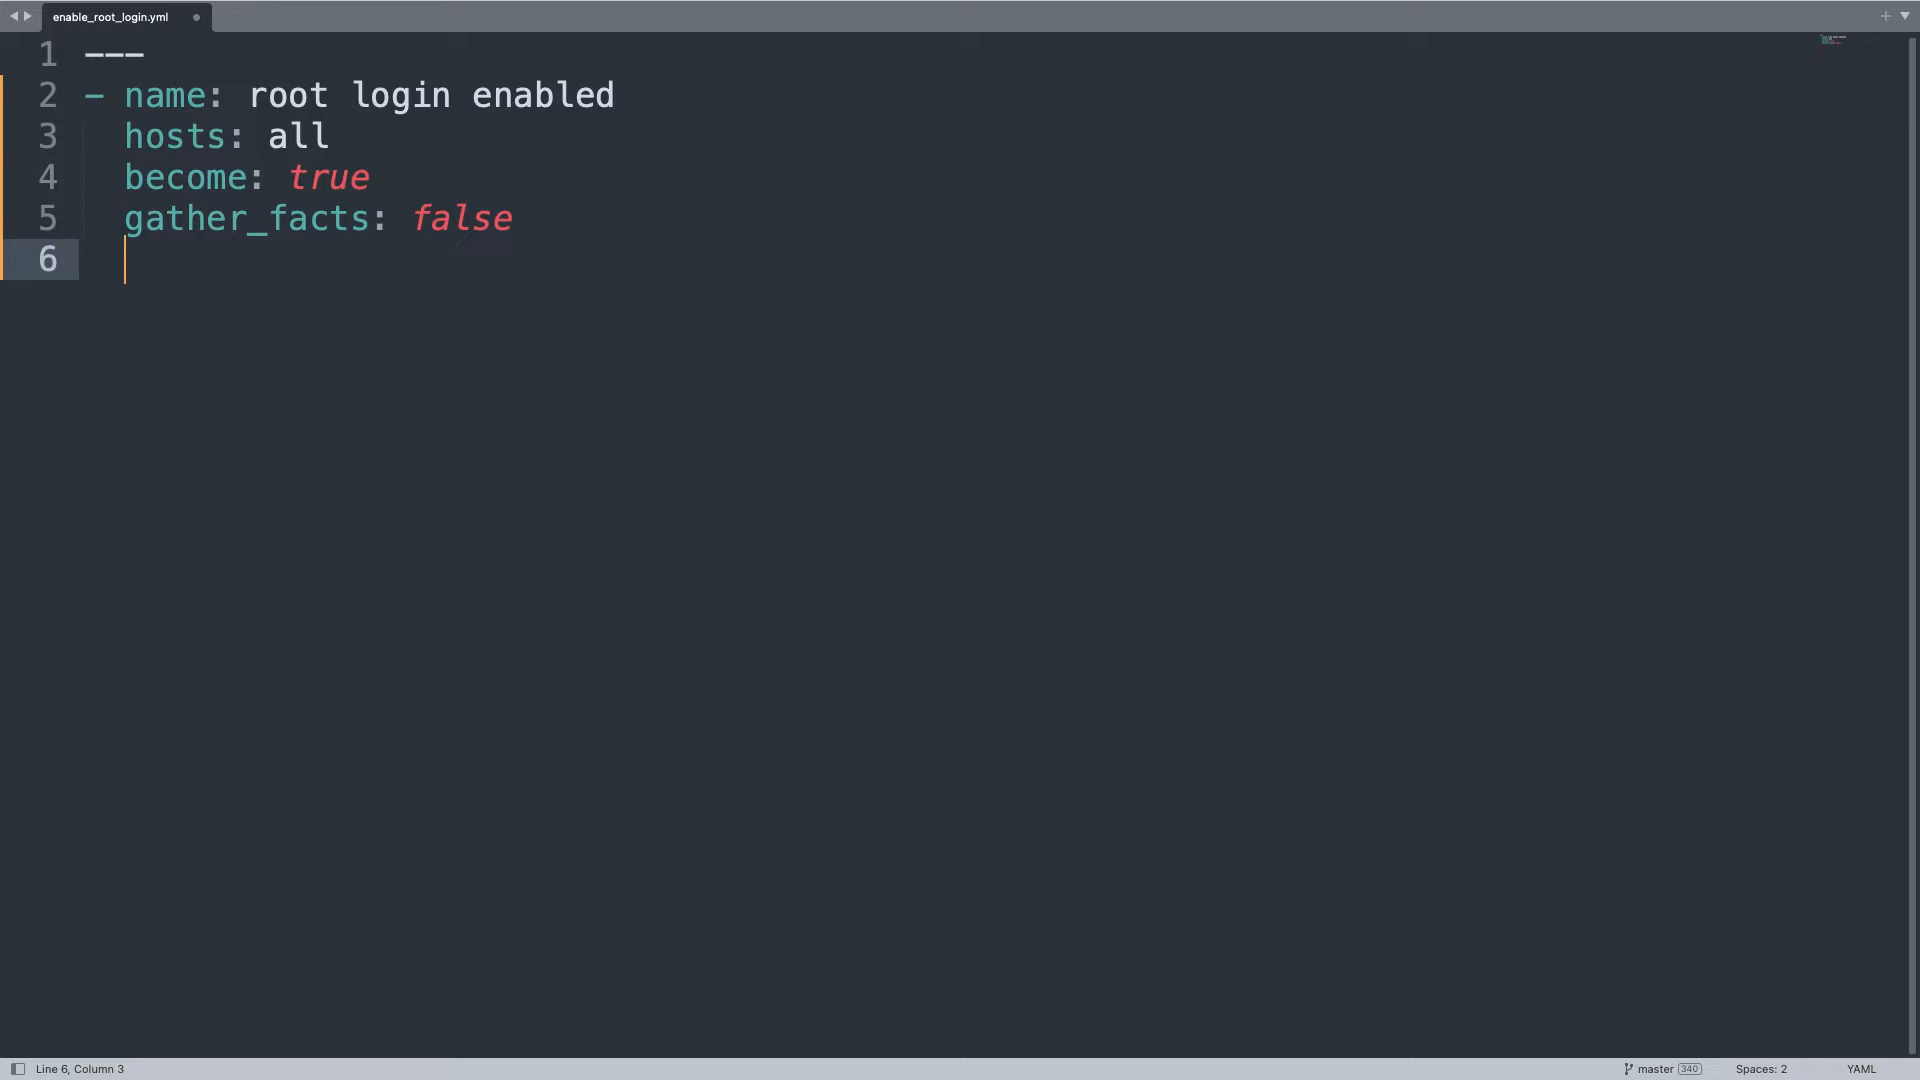 enable_root_login.yml
1 ---
2 - name: root login enabled
3 hosts: all
4 become: true
5 gather_facts: false
6
Line 6, Column 3
master 340
Spaces: 2
YAML